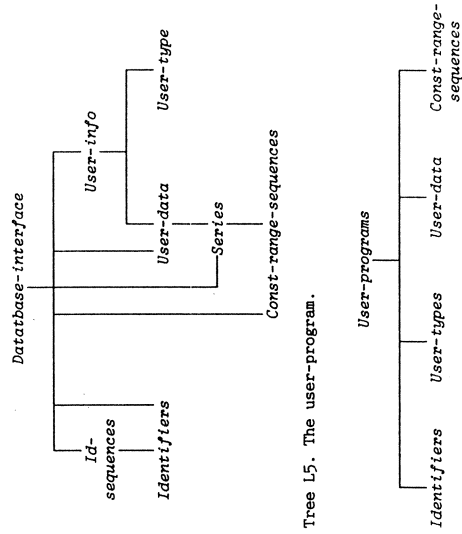 Datatbase-interface
User-info
Id-
sequences
Identifiers
User-data
User-type
Series
Const-range-sequences
Tree L5. The user-program.
User-programs
Identifiers
User-types
User-data
Const-range-
sequences